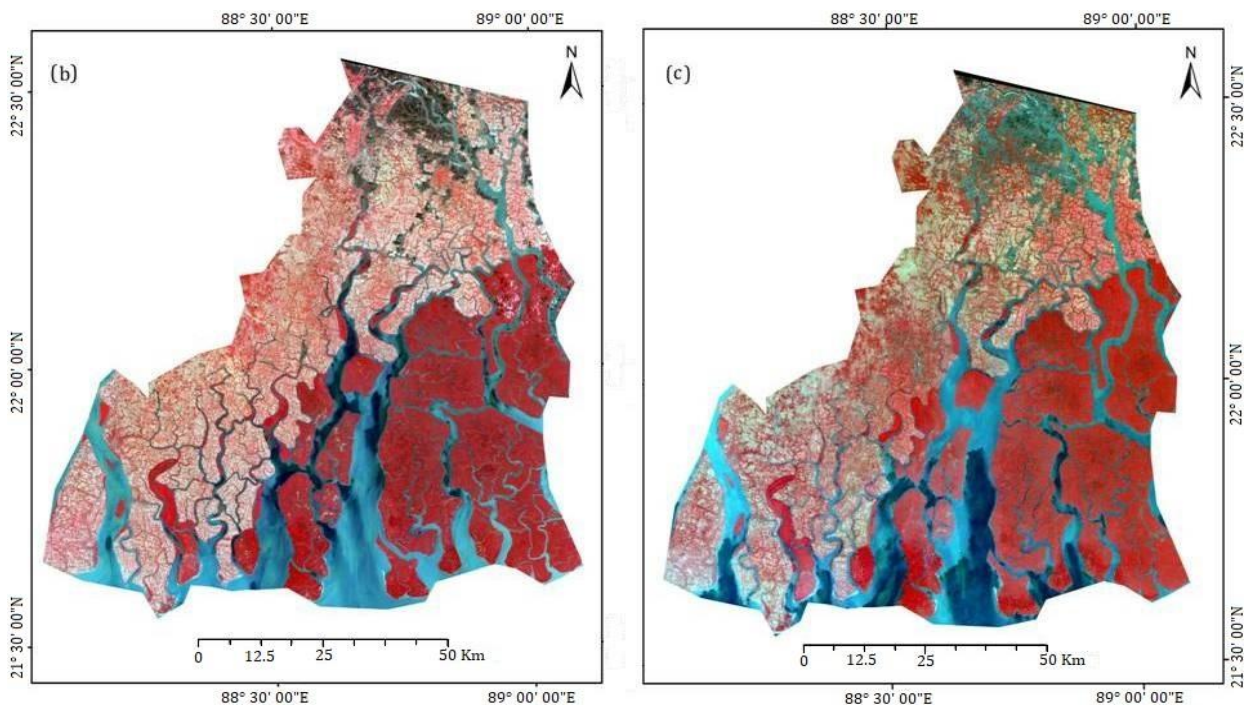 88° 30' 00"E 89° 00' 00"E 88° 30' 00"E 89° 00' 00"E
(b) N (c) N
22° 30' 00"N 22° 30' 00"N
22° 00' 00"N 22° 00' 00"N
21° 30' 00"N 21° 30' 00"N
0 12.5 25 50 Km 0 12.5 25 50 Km
88° 30' 00"E 89° 00' 00"E 88° 30' 00"E 89° 00' 00"E